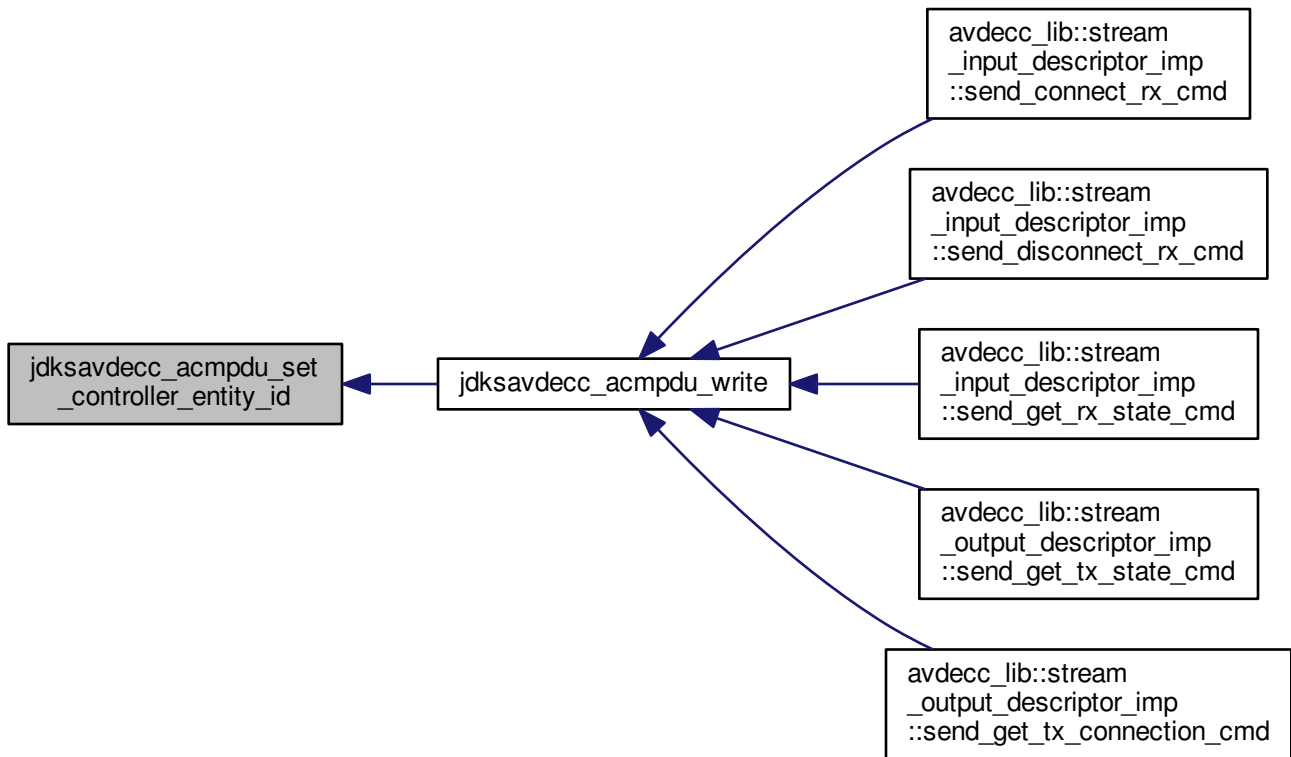 avdecc_lib::stream
_input_descriptor_imp
::send_connect_rx_cmd
avdecc_lib::stream
_input_descriptor_imp
::send_disconnect_rx_cmd
jdksavdecc_acmpdu_set
_controller_entity_id
jdksavdecc_acmpdu_write
avdecc_lib::stream
_input_descriptor_imp
::send_get_rx_state_cmd
avdecc_lib::stream
_output_descriptor_imp
::send_get_tx_state_cmd
avdecc_lib::stream
_output_descriptor_imp
::send_get_tx_connection_cmd